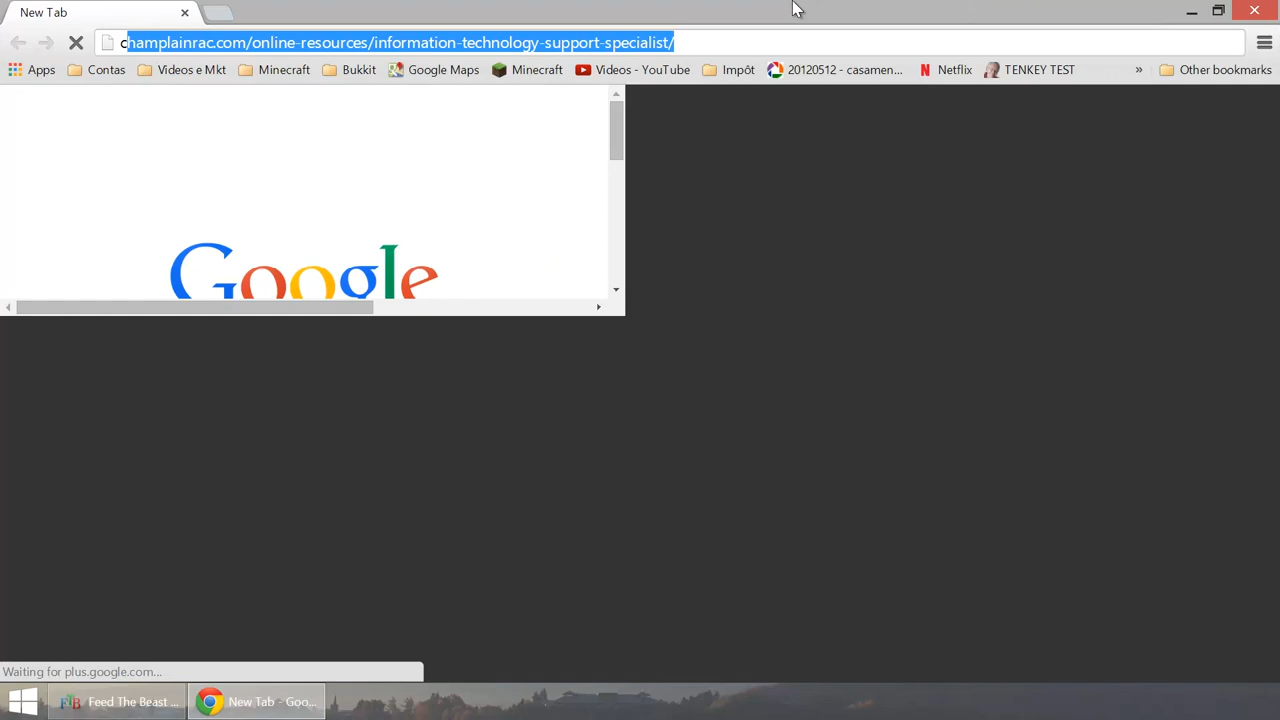 New Tab
champlainrac.com/online-resources/information-technology-support-specialist/
Apps Contas Videos e Mkt Minecraft Bukkit Google Maps Minecraft Videos - YouTube Impôt 20120512 - casamen... Netflix TENKEY TEST » Other bookmarks
Google
Waiting for plus.google.com...
FTB Feed The Beast ... New Tab - Goo...